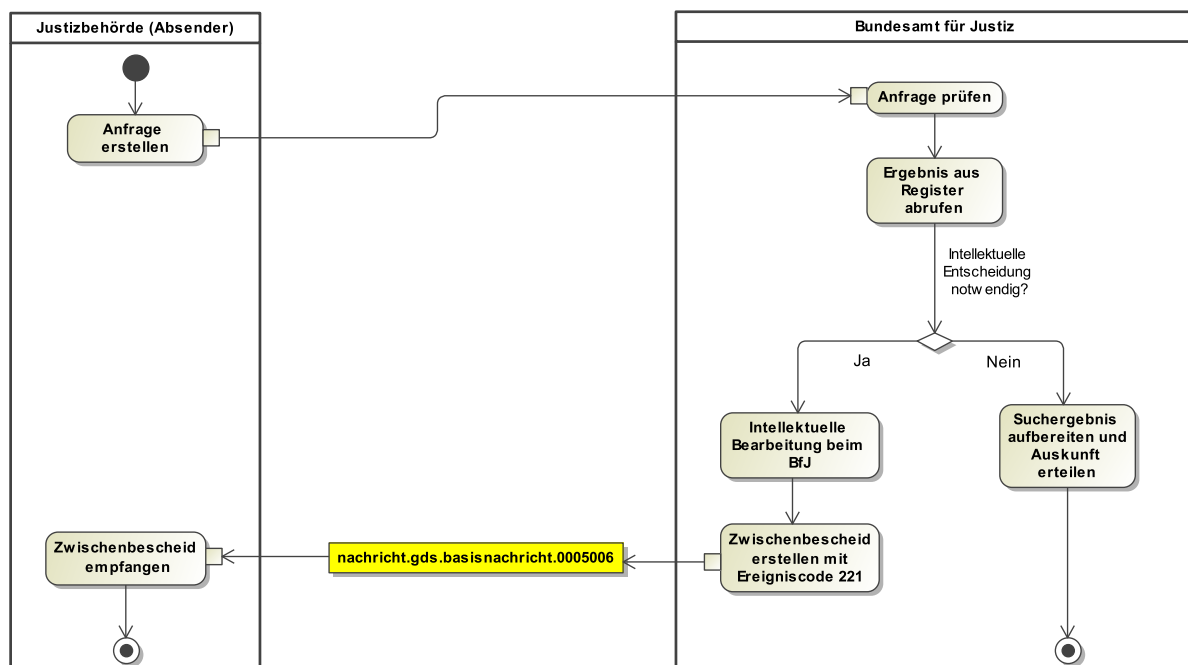 Justizbehörde (Absender)
Bundesamt für Justiz
Anfrage
erstellen
Anfrage prüfen
Ergebnis aus
Register
abrufen
Intellektuelle
Entscheidung
notw endig?
Ja
Nein
Intellektuelle
Bearbeitung beim
BfJ
Suchergebnis
aufbereiten und
Auskunft
erteilen
Zwischenbescheid
empfangen
nachricht.gds.basisnachricht.0005006
Zwischenbescheid
erstellen mit
Ereigniscode 221